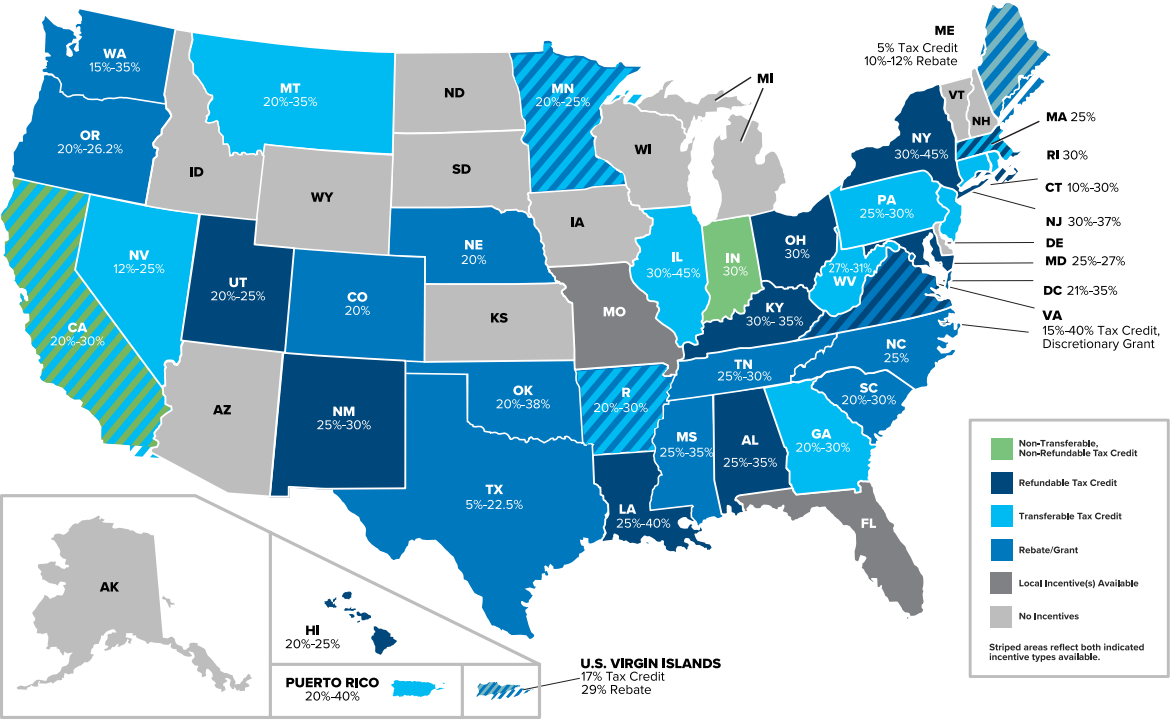 WA
15%-35%
MT
20%-35%
ND
MN
20%-25%
MI
ME
5% Tax Credit
10%-12% Rebate
VT
NH
OR
20%-26.2%
ID
WY
SD
WI
NY
30%-45%
MA 25%
RI 30%
CT 10%-30%
NJ 30%-37%
DE
MD 25%-27%
DC 21%-35%
VA
15%-40% Tax Credit,
Discretionary Grant
NV
12%-25%
UT
20%-25%
CO
20%
NE
20%
IA
IL
30%-45%
IN
30%
OH
30%
PA
25%-30%
27%-31%
WV
CA
20%-30%
KS
MO
KY
30%- 35%
NC
25%
TN
25%-30%
SC
20%-30%
AZ
NM
25%-30%
OK
20%-38%
R
20%-30%
MS
25%-35%
AL
25%-35%
GA
20%-30%
TX
5%-22.5%
LA
25%-40%
FL
AK
HI
20%-25%
PUERTO RICO
20%-40%
U.S. VIRGIN ISLANDS
17% Tax Credit
29% Rebate
Non-Transferable,
Non-Refundable Tax Credit
Refundable Tax Credit
Transferable Tax Credit
Rebate/Grant
Local Incentive(s) Available
No Incentives
Striped areas reflect both indicated
incentive types available.